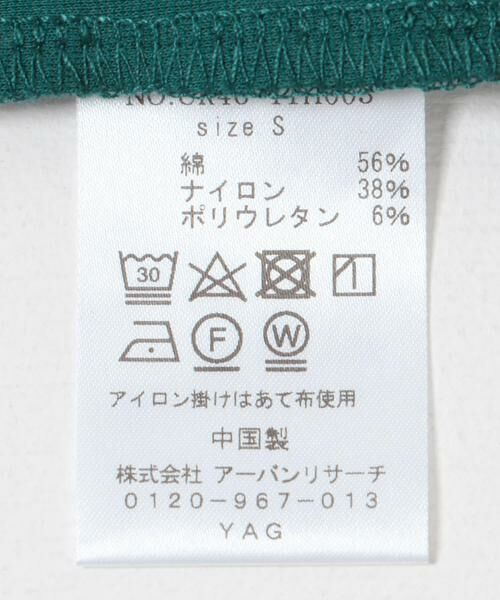 size S
綿 56%
ナイロン 38%
ポリウレタン 6%
30
F W
アイロン掛けはあて布使用
中国製
株式会社 アーバンリサーチ
0120-967-013
YAG